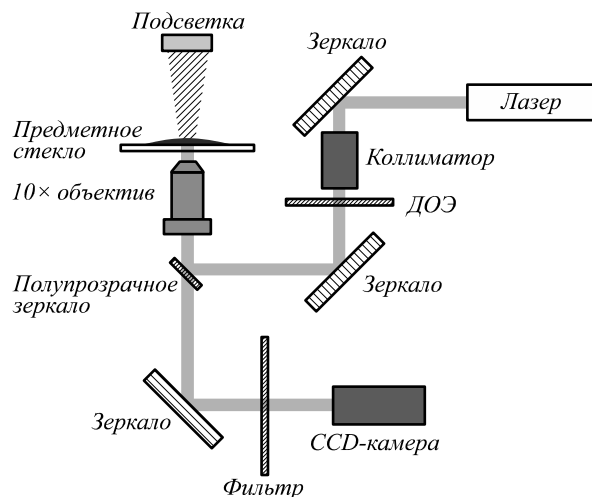 Подсветка
Зеркало
Лазер
Предметное
стекло
Коллиматор
10× объектив
ДОЭ
Полупрозрачное
зеркало
Зеркало
Зеркало
CCD-камера
Фильтр